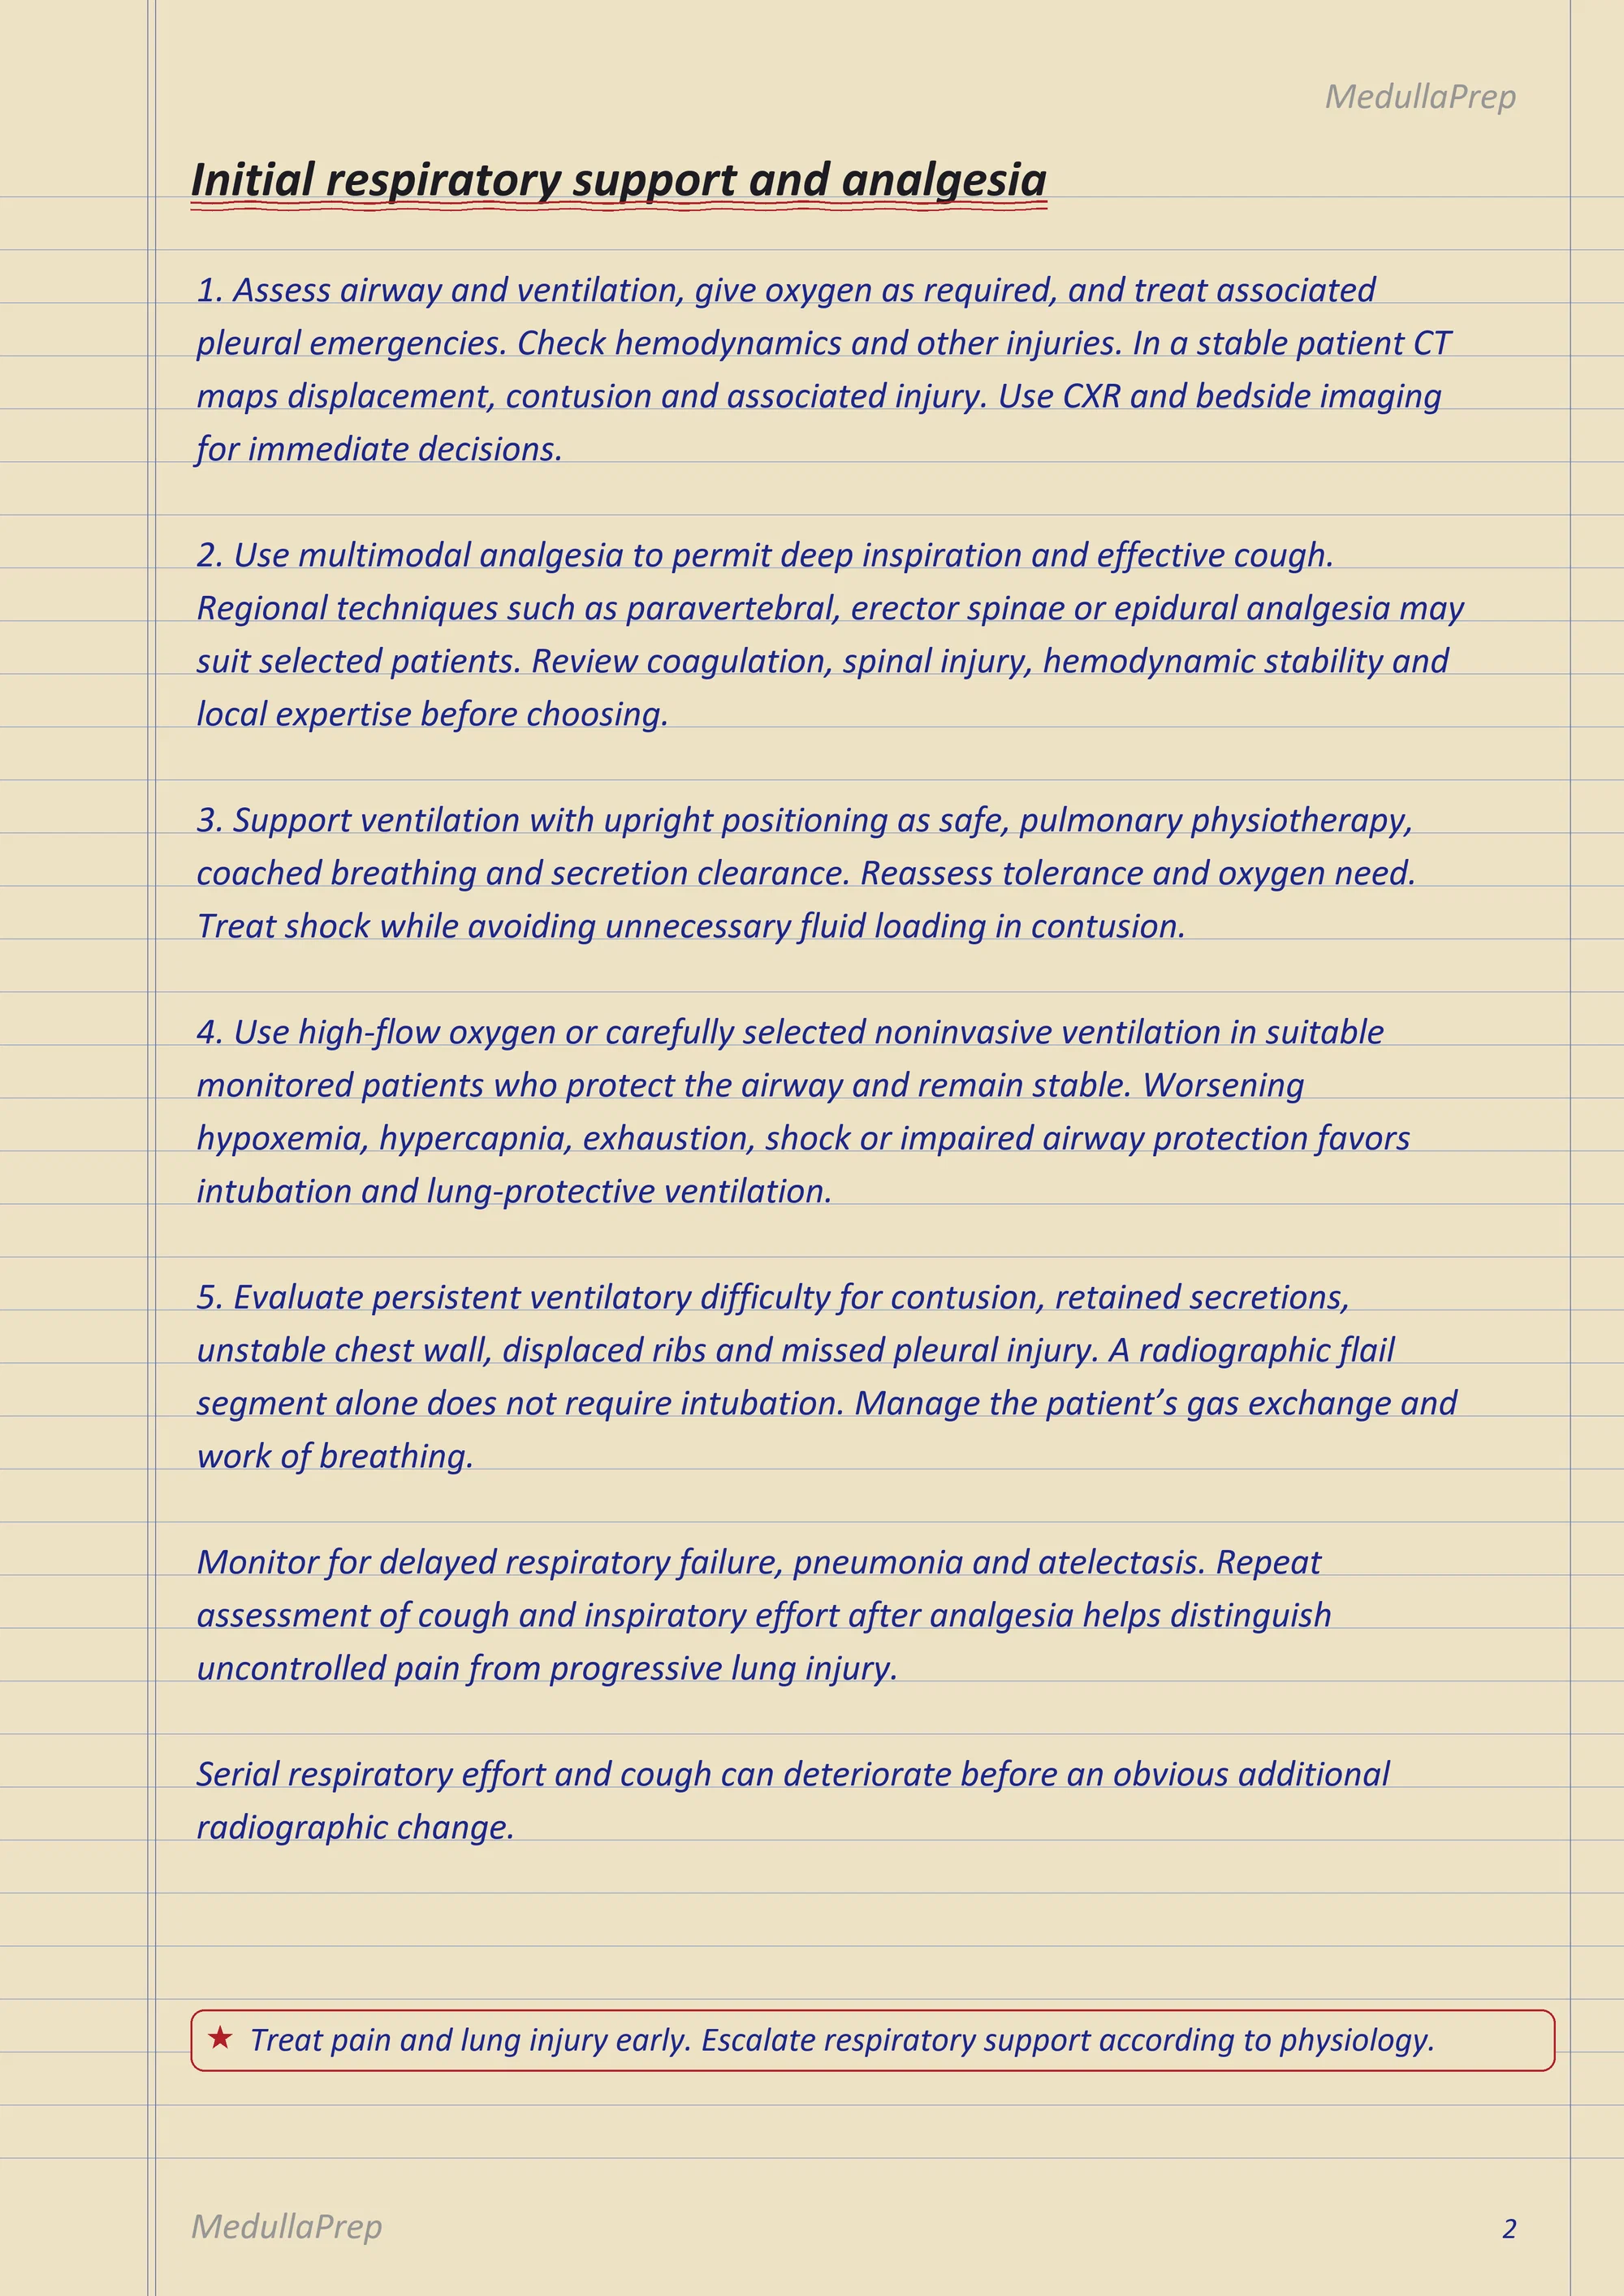 MedullaPrep
Initial respiratory support and analgesia
1. Assess airway and ventilation, give oxygen as required, and treat associated
pleural emergencies. Check hemodynamics and other injuries. In a stable patient CT
maps displacement, contusion and associated injury. Use CXR and bedside imaging
for immediate decisions.
2. Use multimodal analgesia to permit deep inspiration and effective cough.
Regional techniques such as paravertebral, erector spinae or epidural analgesia may
suit selected patients. Review coagulation, spinal injury, hemodynamic stability and
local expertise before choosing.
3. Support ventilation with upright positioning as safe, pulmonary physiotherapy,
coached breathing and secretion clearance. Reassess tolerance and oxygen need.
Treat shock while avoiding unnecessary fluid loading in contusion.
4. Use high-flow oxygen or carefully selected noninvasive ventilation in suitable
monitored patients who protect the airway and remain stable. Worsening
hypoxemia, hypercapnia, exhaustion, shock or impaired airway protection favors
intubation and lung-protective ventilation.
5. Evaluate persistent ventilatory difficulty for contusion, retained secretions,
unstable chest wall, displaced ribs and missed pleural injury. A radiographic flail
segment alone does not require intubation. Manage the patient’s gas exchange and
work of breathing.
Monitor for delayed respiratory failure, pneumonia and atelectasis. Repeat
assessment of cough and inspiratory effort after analgesia helps distinguish
uncontrolled pain from progressive lung injury.
Serial respiratory effort and cough can deteriorate before an obvious additional
radiographic change.
★ Treat pain and lung injury early. Escalate respiratory support according to physiology.
MedullaPrep
2